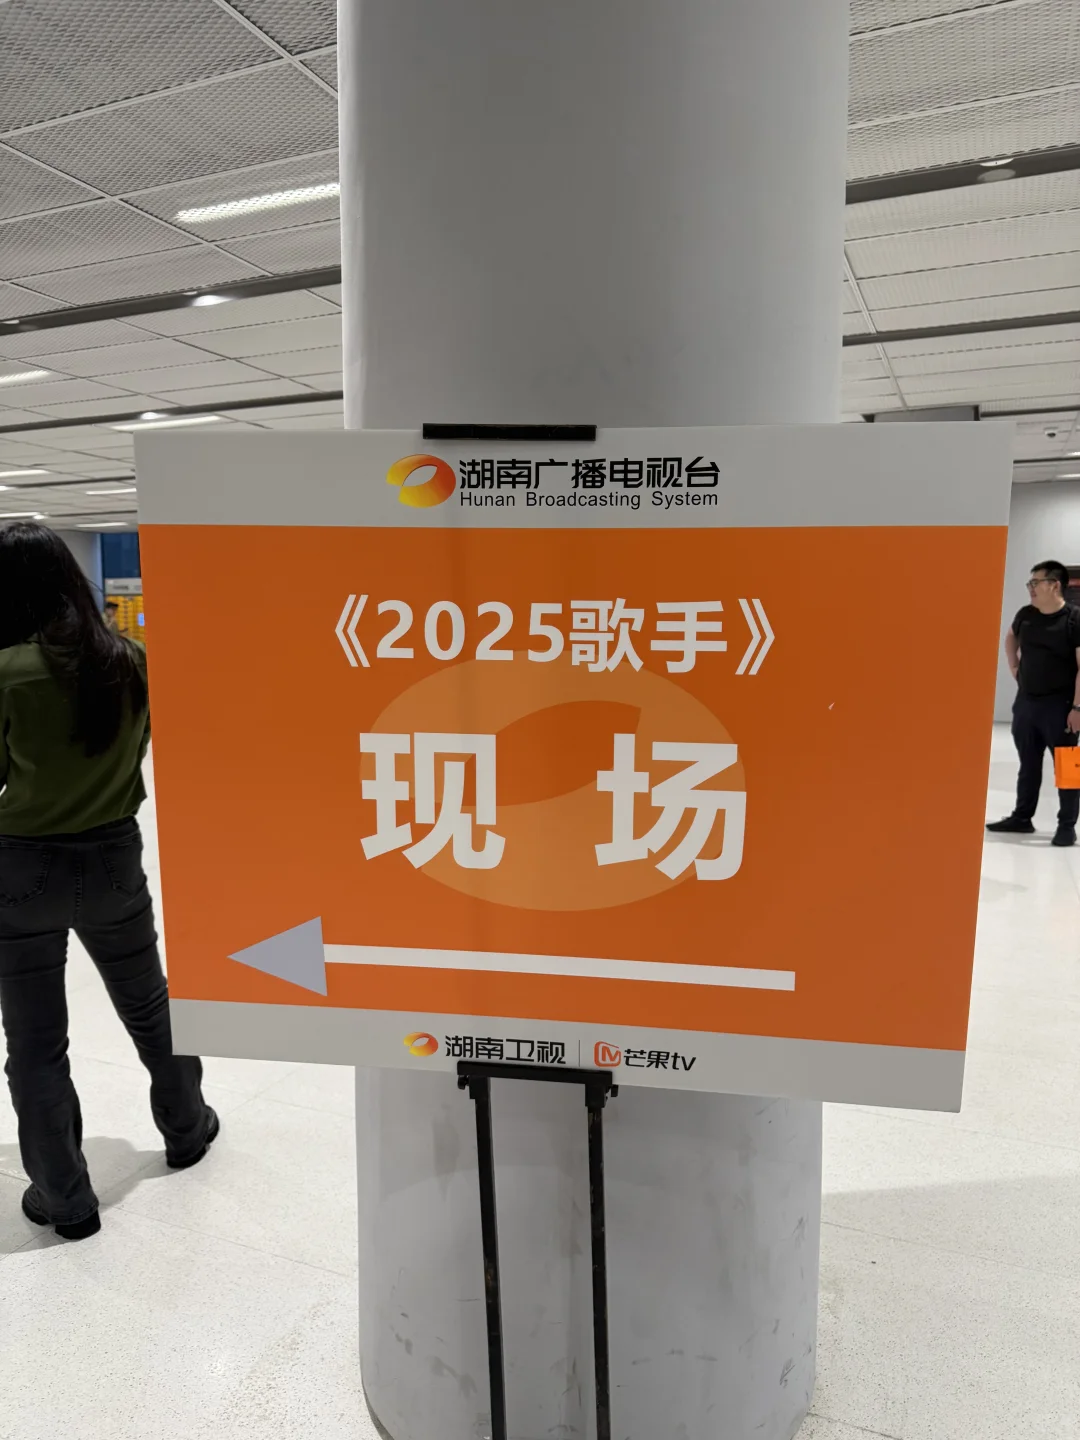 湖南广播电视台
Hunan Broadcasting System
《2025歌手》
现 场
湖南卫视 | 芒果tv